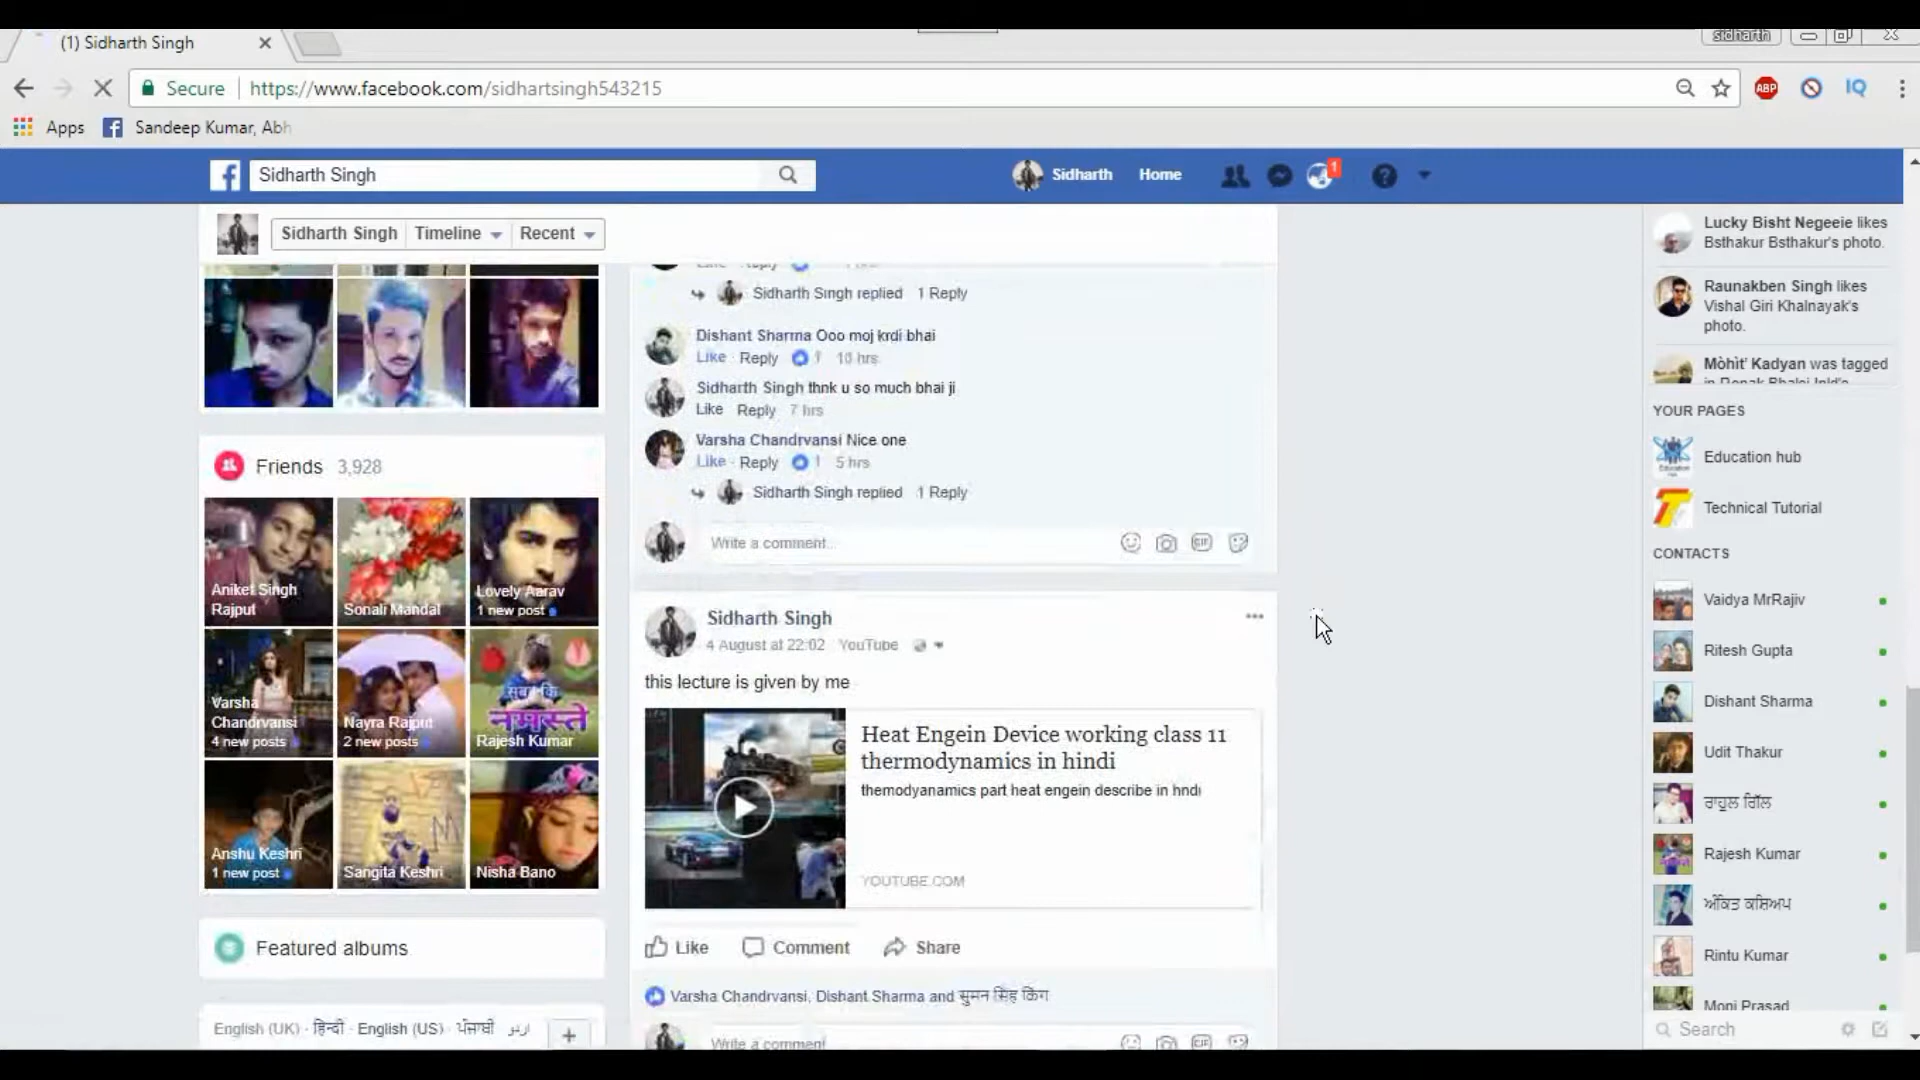 (1) Sidharth Singh
sidharth
Secure
https://www.facebook.com/sidhartsingh543215
ABP
IQ
Apps
Sandeep Kumar, Abh
Sidharth Singh
Sidharth
Home
1
?
Sidharth Singh
Timeline
Recent
Sidharth Singh replied 1 Reply
Dishant Sharma Ooo moj krdi bhai
Like · Reply 1 10 hrs
Sidharth Singh thnk u so much bhai ji
Like Reply 7 hrs
Varsha Chandrvansi Nice one
Like · Reply 1 5 hrs
Sidharth Singh replied 1 Reply
Write a comment...
Friends 3,928
Aniket Singh
Rajput
Sonali Mandal
Lovely Aarav
1 new post
Varsha
Chandrvansi
4 new posts
Nayra Rajput
2 new posts
नमस्ते
Rajesh Kumar
Anshu Keshri
1 new post
Sangita Keshri
Nisha Bano
Featured albums
English (UK) · हिन्दी · English (US) · ਪੰਜਾਬੀ اردو
+
Sidharth Singh
4 August at 22:02 YouTube
this lecture is given by me
Heat Engein Device working class 11
thermodynamics in hindi
themodyanamics part heat engein describe in hndi
YOUTUBE.COM
Like
Comment
Share
Varsha Chandrvansi, Dishant Sharma and सुमन सिंह किंग
Write a comment
Lucky Bisht Negeeie likes
Bsthakur Bsthakur's photo.
Raunakben Singh likes
Vishal Giri Khalnayak's
photo.
Mòhìt' Kadyan was tagged
YOUR PAGES
Education hub
Technical Tutorial
CONTACTS
Vaidya MrRajiv
Ritesh Gupta
Dishant Sharma
Udit Thakur
ਰਾਹੁਲ ਗਿੱਲ
Rajesh Kumar
ਅੰਕਿਤ ਕਸ਼ਿਅਪ
Rintu Kumar
Moni Prasad
Search